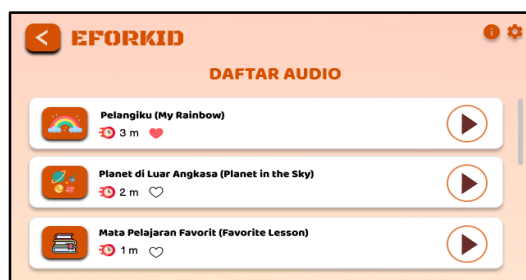 EFORKID
DAFTAR AUDIO
Pelangiku (My Rainbow)
3 m
Planet di Luar Angkasa (Planet in the Sky)
2 m
Mata Pelajaran Favorit (Favorite Lesson)
1 m